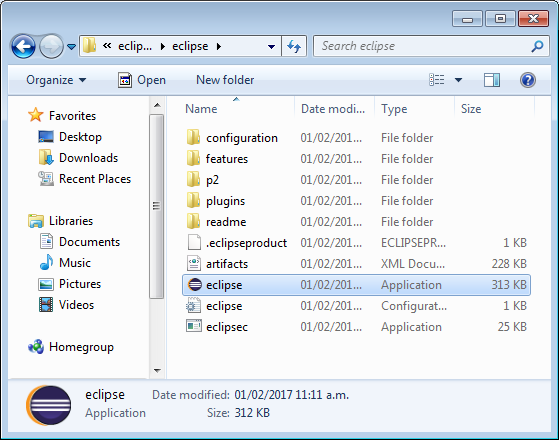 « eclip... ▸ eclipse ▸ Search eclipse
Organize ▾ Open New folder
Name Date modi... Type Size
Favorites
Desktop
Downloads
Recent Places
Libraries
Documents
Music
Pictures
Videos
Homegroup
configuration 01/02/201... File folder
features 01/02/201... File folder
p2 01/02/201... File folder
plugins 01/02/201... File folder
readme 01/02/201... File folder
.eclipseproduct 01/02/201... ECLIPSEPR... 1 KB
artifacts 01/02/201... XML Docu... 228 KB
eclipse 01/02/201... Application 313 KB
eclipse 01/02/201... Configurat... 1 KB
eclipsec 01/02/201... Application 25 KB
eclipse Date modified: 01/02/2017 11:11 a.m.
Application Size: 312 KB